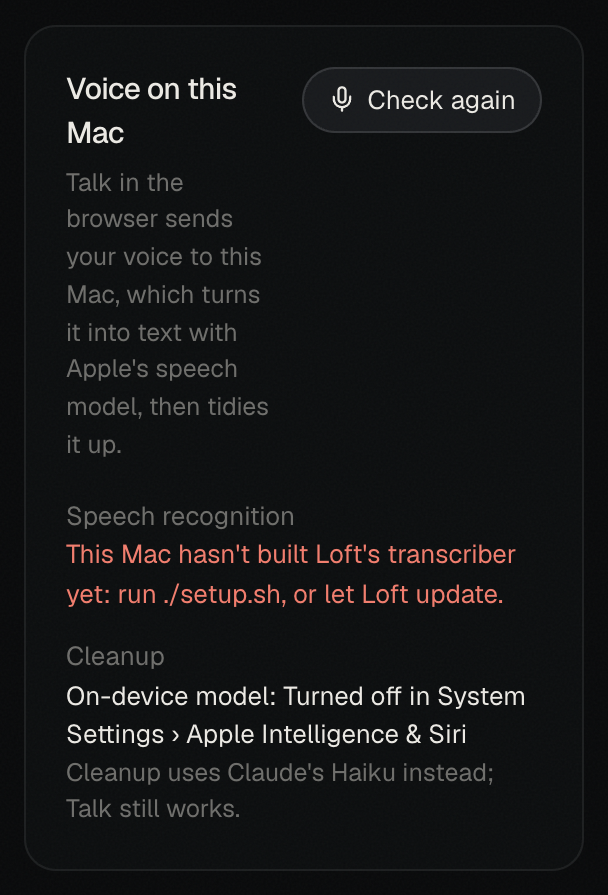 Voice on this
Mac
Check again
Talk in the
browser sends
your voice to this
Mac, which turns
it into text with
Apple's speech
model, then tidies
it up.
Speech recognition
This Mac hasn't built Loft's transcriber
yet: run ./setup.sh, or let Loft update.
Cleanup
On-device model: Turned off in System
Settings › Apple Intelligence & Siri
Cleanup uses Claude's Haiku instead;
Talk still works.